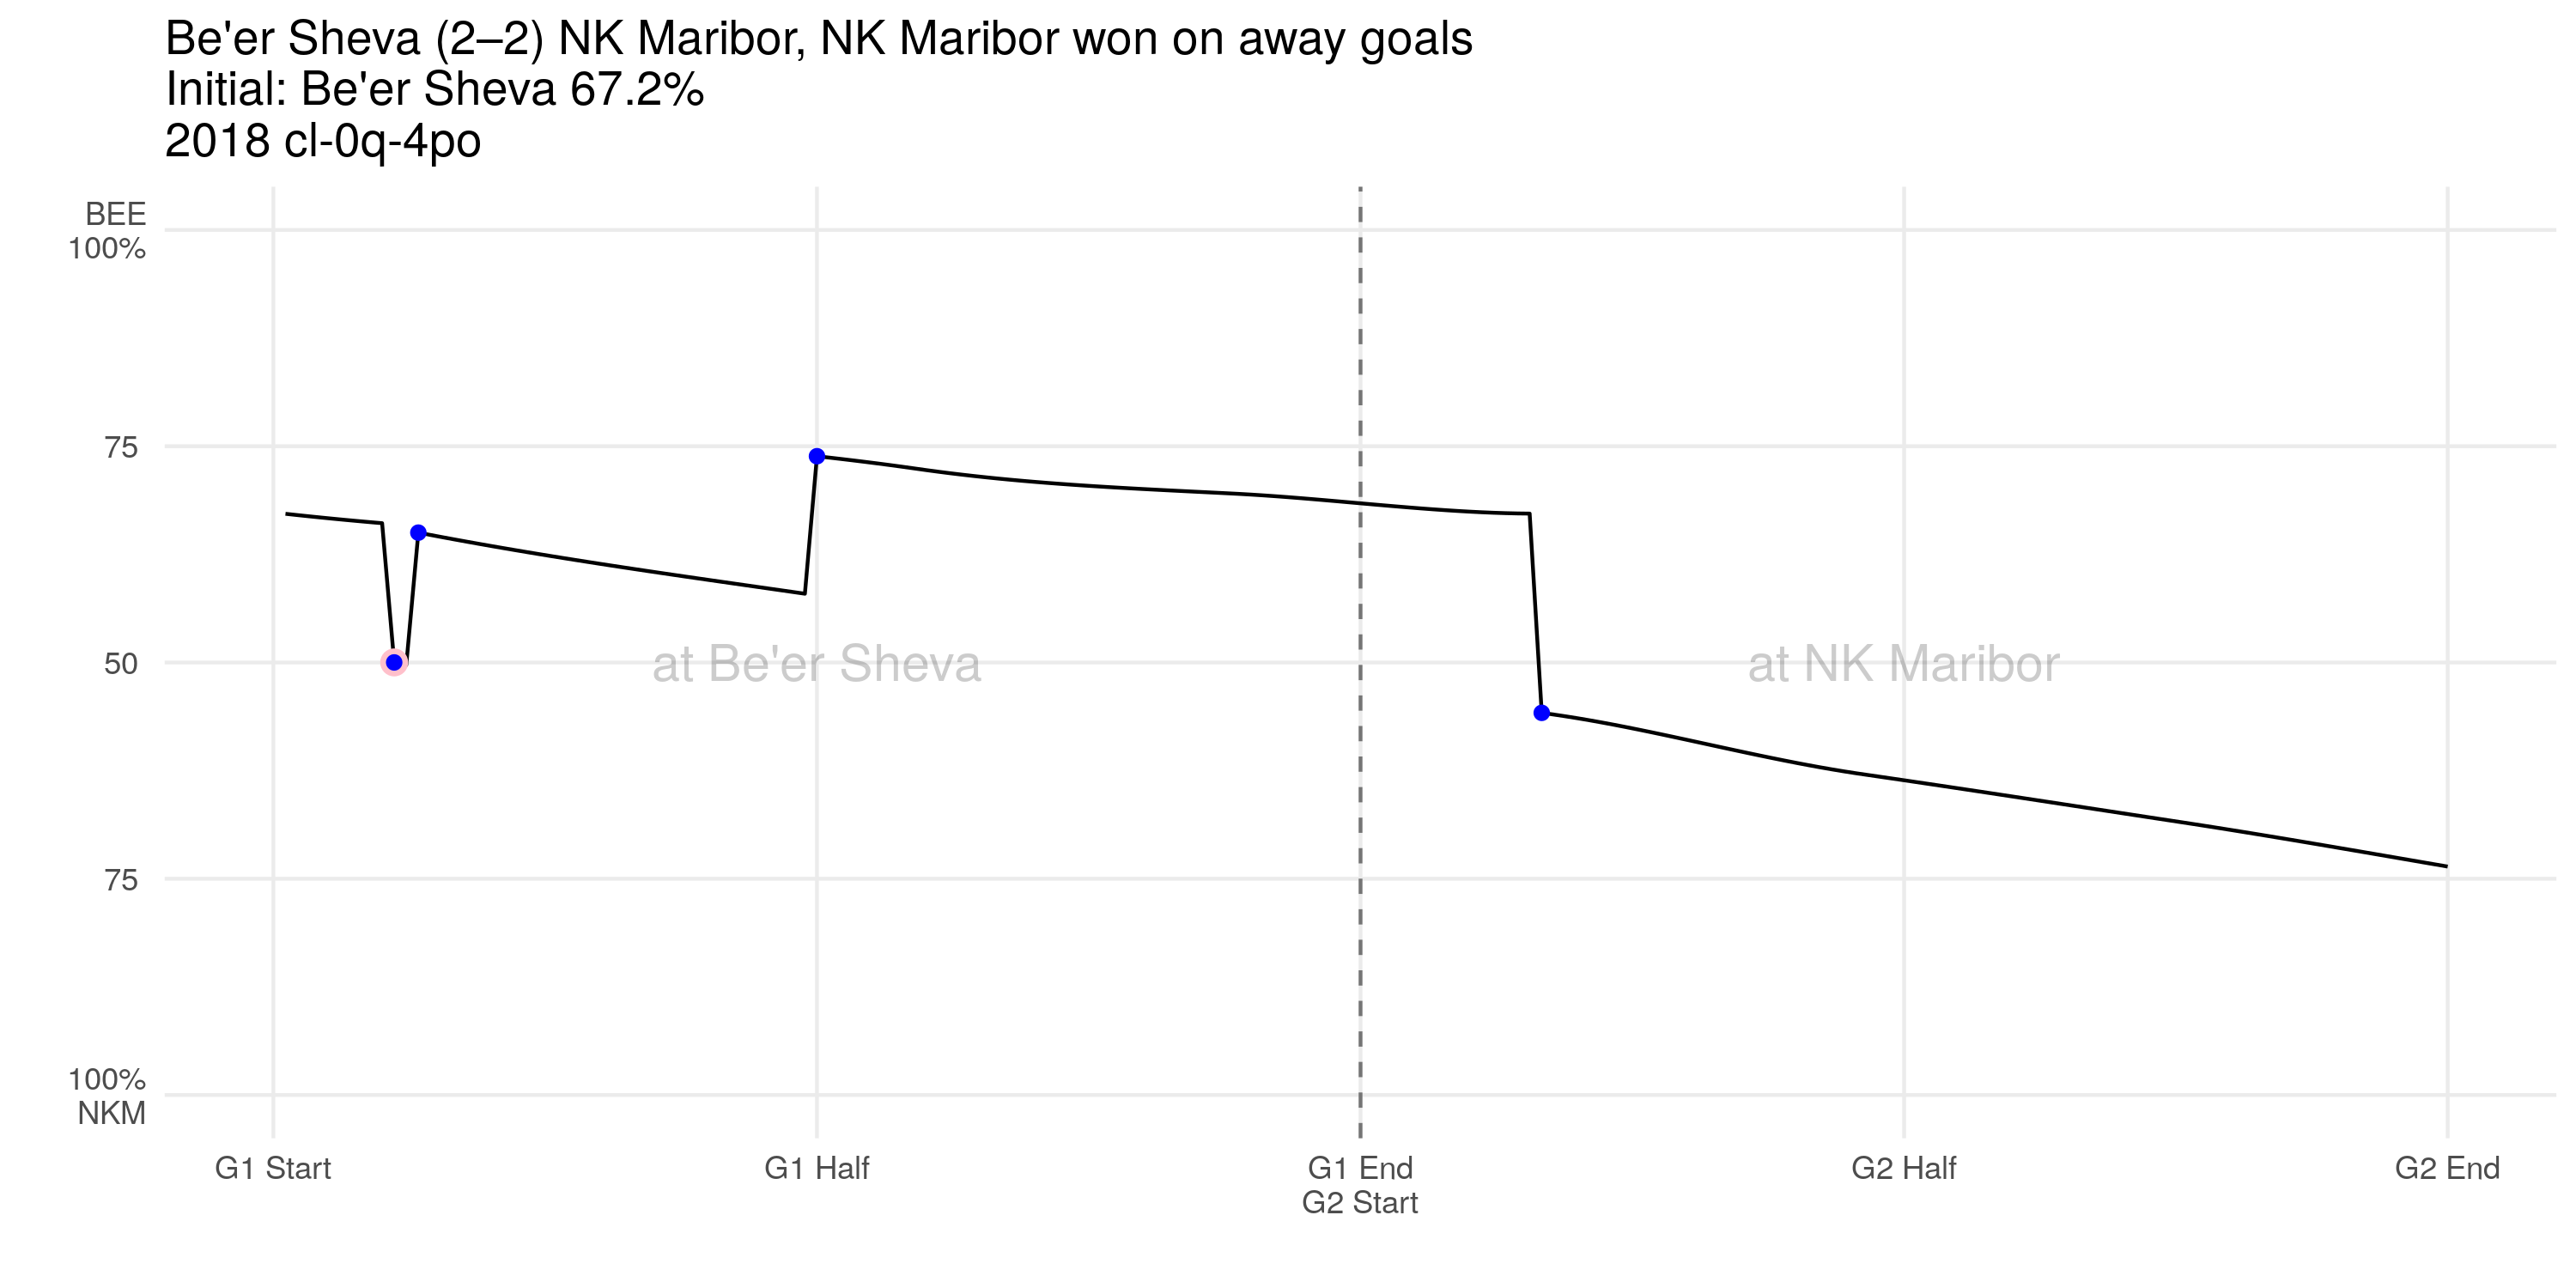 Be'er Sheva (2–2) NK Maribor, NK Maribor won on away goals
Initial: Be'er Sheva 67.2%
2018 cl-0q-4po
BEE
100%
75
50
75
100%
NKM
at Be'er Sheva
at NK Maribor
G1 Start
G1 Half
G1 End
G2 Start
G2 Half
G2 End